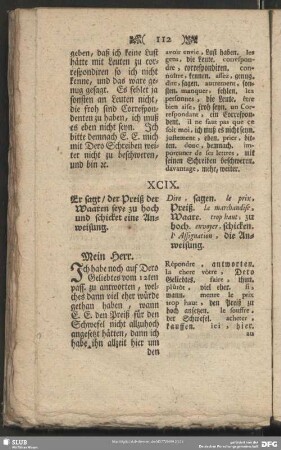 112
geben, daß ich keine Lust
hätte mit Leuten zu cor-
respondiren so ich nicht
kenne, und das ware ge-
nug gesagt. Es fehlet ja
sonsten an Leuten nicht,
die froh sind Correspon-
denten zu haben, ich muß
es eben nicht seyn. Ich
bitte demnach E. E. mich
mit Dero Schreiben wei-
ter nicht zu beschweren,
und bin ꝛc.
avoir envie, Lust haben. les
gens, die Leute. correspon-
dre, correspondiren. con-
noître, kennen. assez, genug.
dire, sagen. autrement, son-
sten. manquer, fehlen. les
personnes, die Leute. être
bien aise, froh seyn. un Cor-
respondant, ein Correspon-
dent. il ne faut pas que ce
soit moi, ich muß es nicht seyn.
justement, eben. prier, bit-
ten. donc, demnach. im-
portuner de ses lettres, mit
seinen Schreiben beschweren.
davantage, mehr, weiter.
XCIX.
Er sagt/ der Preiß der
Waaren seye zu hoch
und schicket eine An-
weisung.
Dire, sagen. le prix,
Preiß. la marchandise,
Waare. trop haut, zu
hoch. envoyer, schicken.
l' Assignation, die An-
weisung.
Mein Herr.
Ich habe noch auf Dero
Geliebtes vom 12ten
pass. zu antworten, wel-
ches dann viel eher würde
gethan haben, wann
E. E. den Preiß für den
Schwefel nicht allzuhoch
angesetzt hätten, dann ich
habe ihn allzeit hier um
den
Répondre, antworten.
la chere vôtre, Dero
Geliebtes. faire, thun.
plûtôt, viel eher. si,
wann. mettre le prix
trop haut, den Preiß zu
hoch ansetzen. le souffre,
der Schwefel. acheter,
kauffen. ici, hier.
au
SLUB
DFG